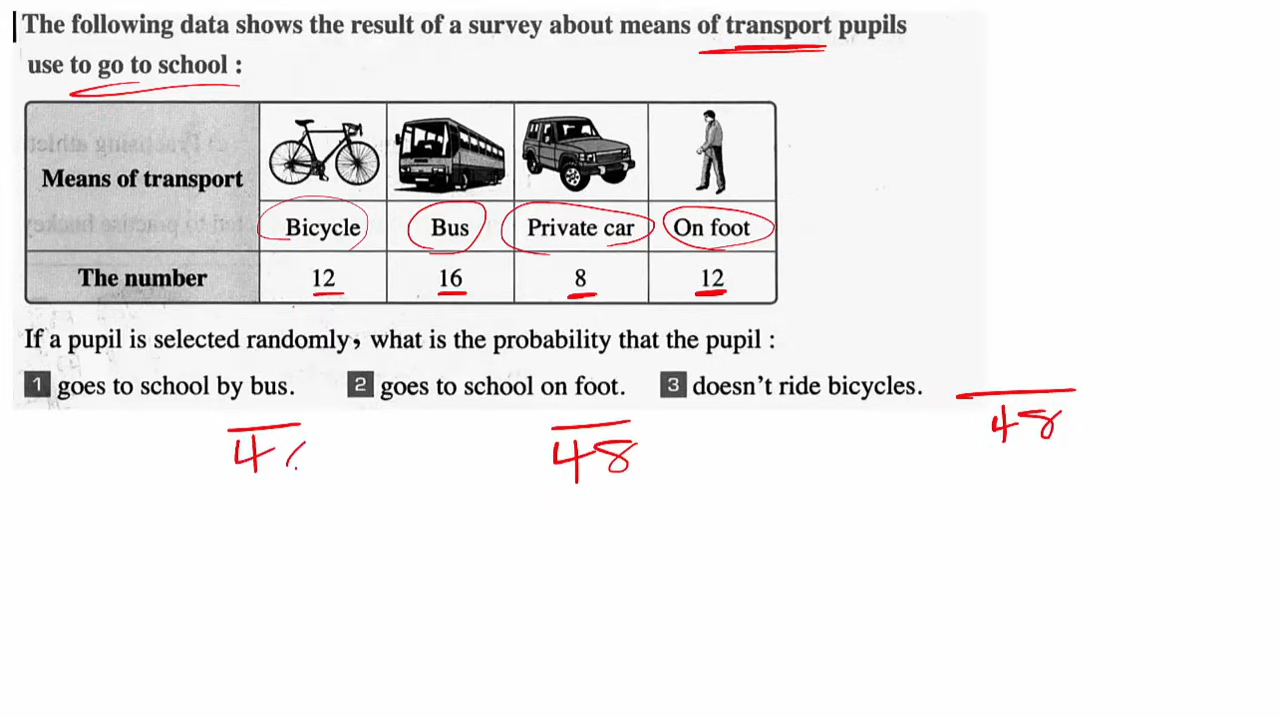 The following data shows the result of a survey about means of transport pupils
use to go to school :
Means of transport
Bicycle Bus Private car On foot
The number 12 16 8 12
If a pupil is selected randomly, what is the probability that the pupil :
1 goes to school by bus. 2 goes to school on foot. 3 doesn't ride bicycles.
4 48 48